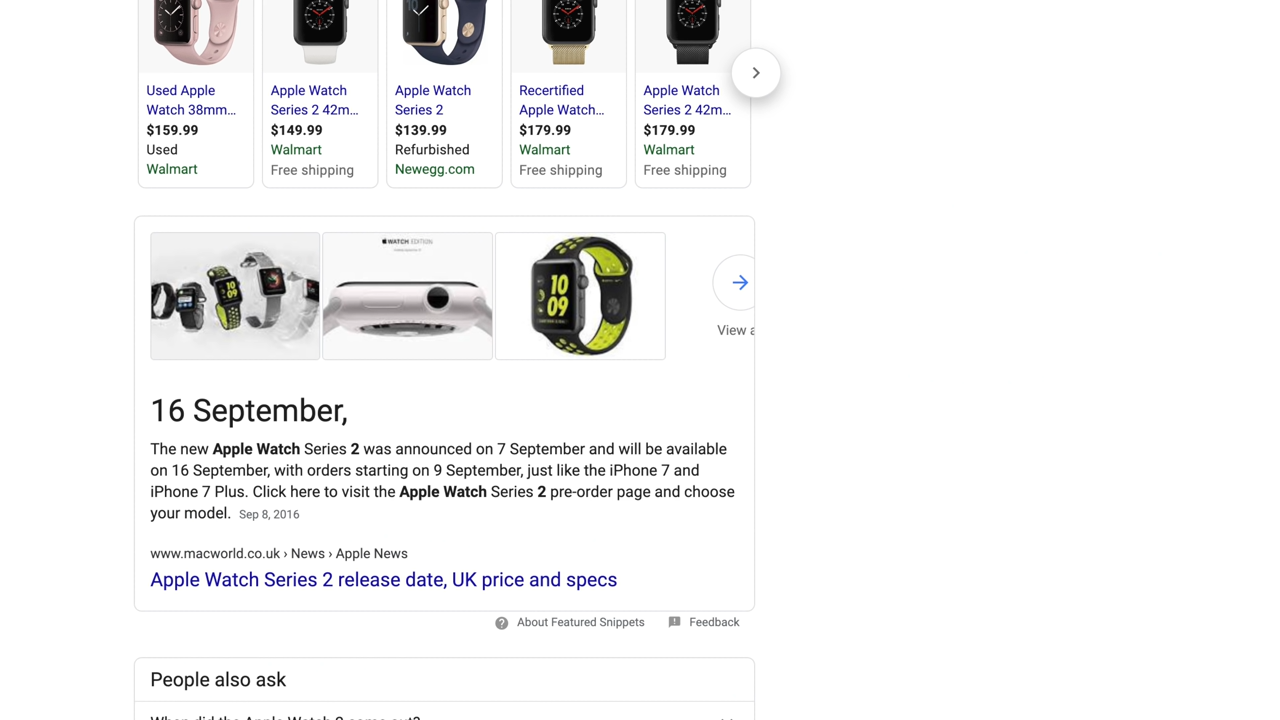 Used Apple
Watch 38mm...
$159.99
Used
Walmart
Apple Watch
Series 2 42m...
$149.99
Walmart
Free shipping
Apple Watch
Series 2
$139.99
Refurbished
Newegg.com
Recertified
Apple Watch...
$179.99
Walmart
Free shipping
Apple Watch
Series 2 42m...
$179.99
Walmart
Free shipping
WATCH EDITION
10
09
10
09
View a
16 September,
The new Apple Watch Series 2 was announced on 7 September and will be available
on 16 September, with orders starting on 9 September, just like the iPhone 7 and
iPhone 7 Plus. Click here to visit the Apple Watch Series 2 pre-order page and choose
your model. Sep 8, 2016
www.macworld.co.uk › News › Apple News
Apple Watch Series 2 release date, UK price and specs
About Featured Snippets
Feedback
People also ask
When did the Apple Watch 2 come out?